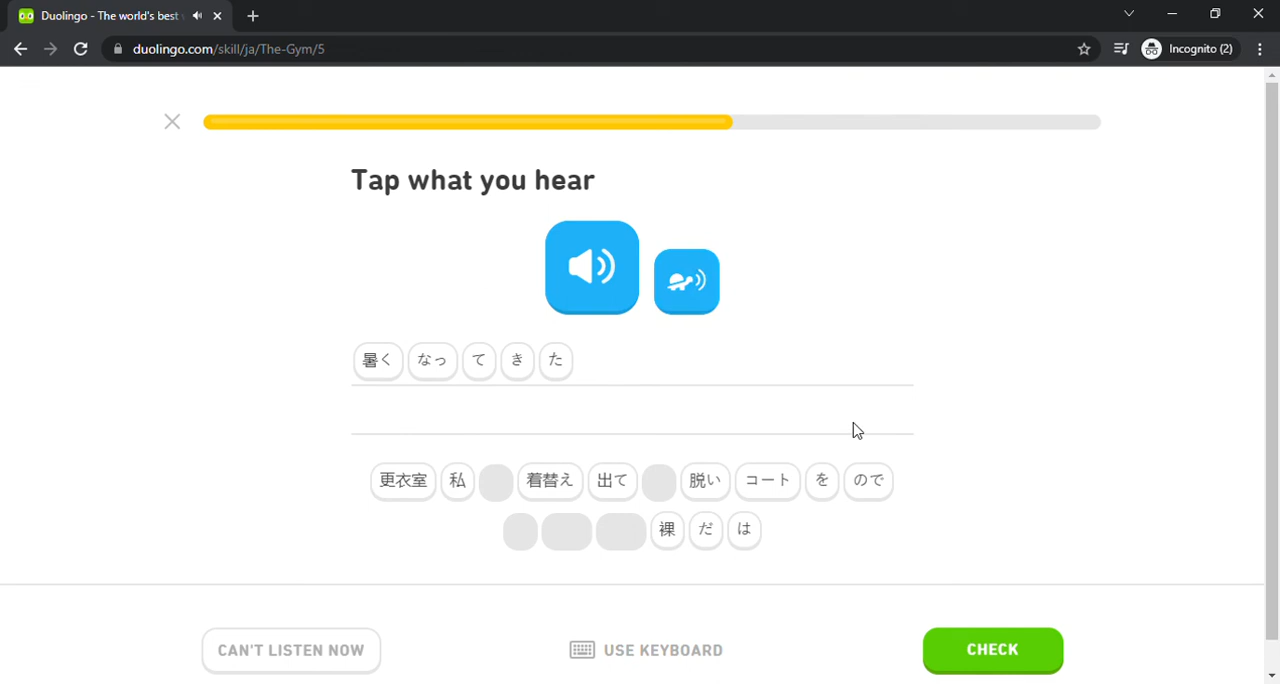 Duolingo - The world's best
duolingo.com/skill/ja/The-Gym/5
Incognito (2)
Tap what you hear
暑く なっ て き た
更衣室 私 着替え 出て 脱い コート を ので
裸 だ は
CAN'T LISTEN NOW
USE KEYBOARD
CHECK